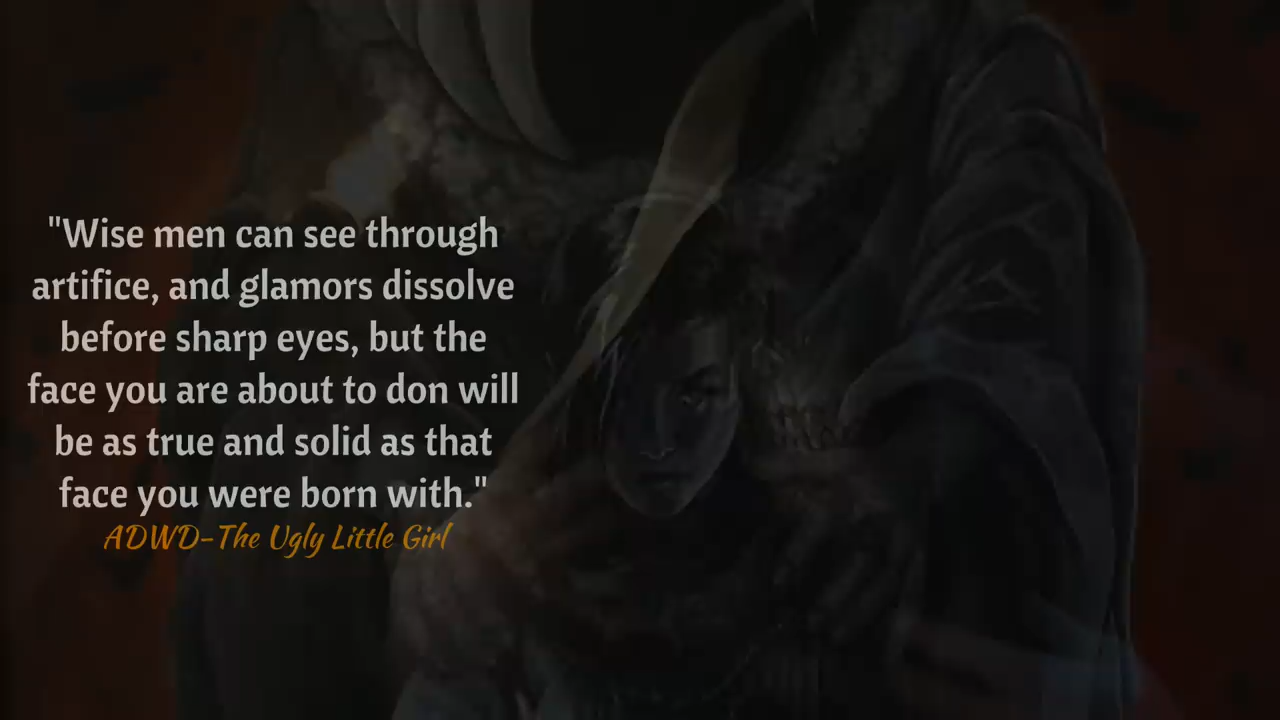 "Wise men can see through
artifice, and glamors dissolve
before sharp eyes, but the
face you are about to don will
be as true and solid as that
face you were born with."
ADWD-The Ugly Little Girl